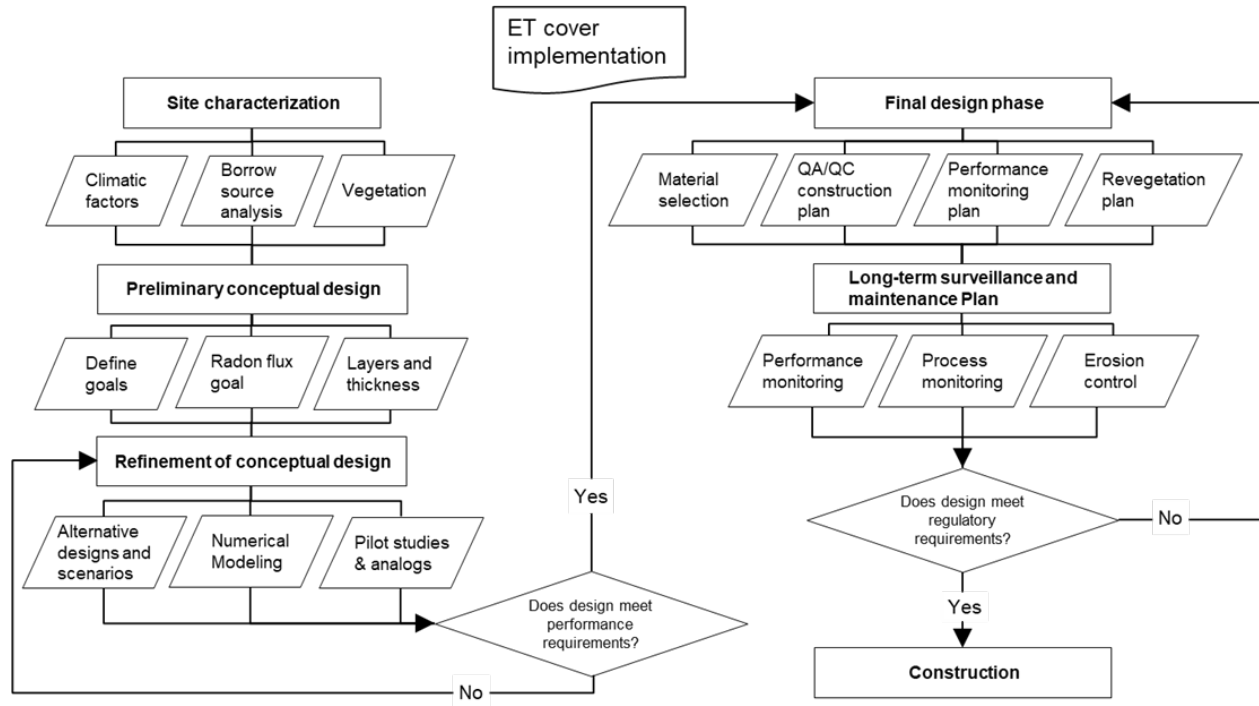 ET cover
implementation
Site characterization
Climatic
factors
Borrow
source
analysis
Vegetation
Preliminary conceptual design
Define
goals
Radon flux
goal
Layers and
thickness
Refinement of conceptual design
Alternative
designs and
scenarios
Numerical
Modeling
Pilot studies
& analogs
Does design meet
performance
requirements?
No
Yes
Final design phase
Material
selection
QA/QC
construction
plan
Performance
monitoring
plan
Revegetation
plan
Long-term surveillance and
maintenance Plan
Performance
monitoring
Process
monitoring
Erosion
control
Does design meet
regulatory
requirements?
No
Yes
Construction